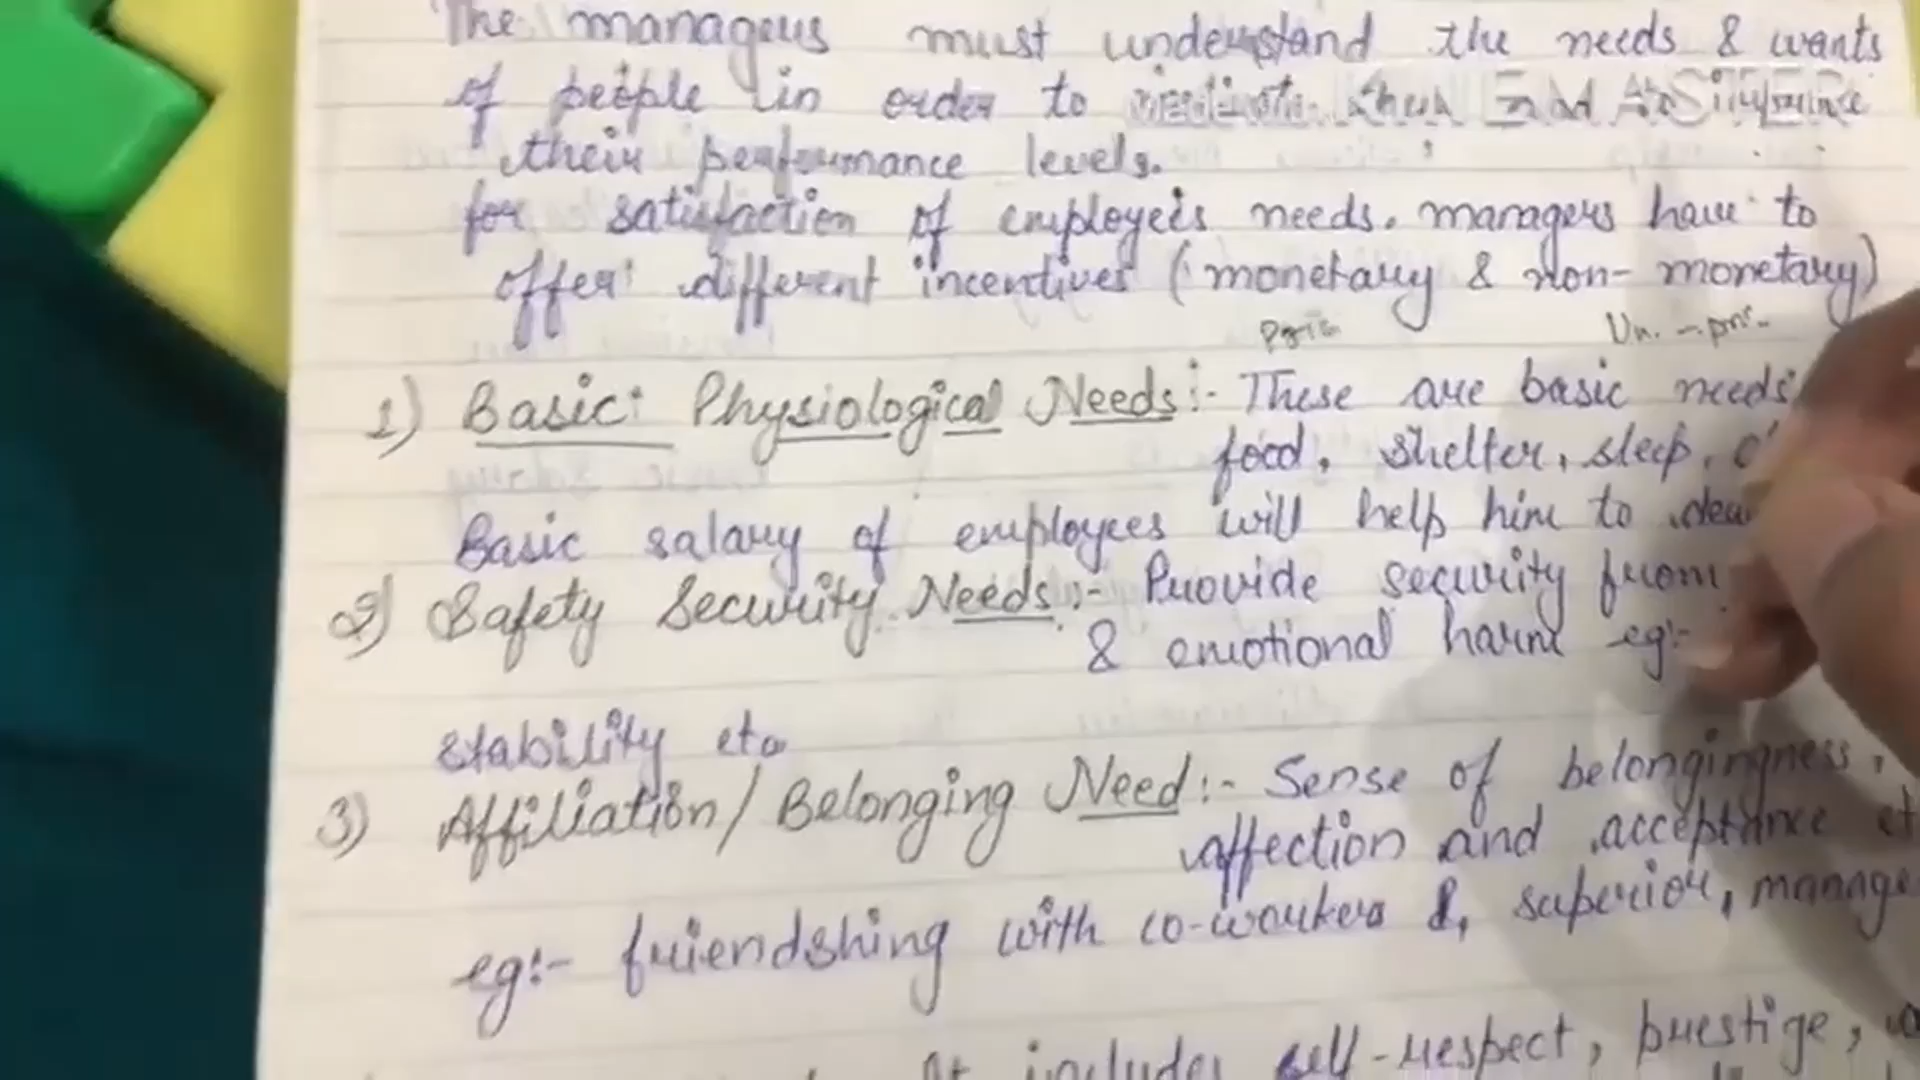 The managers must understand the needs & wants
of people in order to
KINEMASTER
their performance levels.
for satisfaction of employees needs. managers have to
offer different incentives (monetary & non-monetary)
1) Basic Physiological Needs:- These are basic needs
food, shelter, sleep,
Basic salary of employees will help him to
2) Safety Security Needs:- Provide security from
& emotional harm eg:-
stability etc
3) Affiliation/Belonging Need:- Sense of belongingness,
affection and acceptance
eg:- friendshing with co-workers &, superior,
It includes self-respect, prestige,